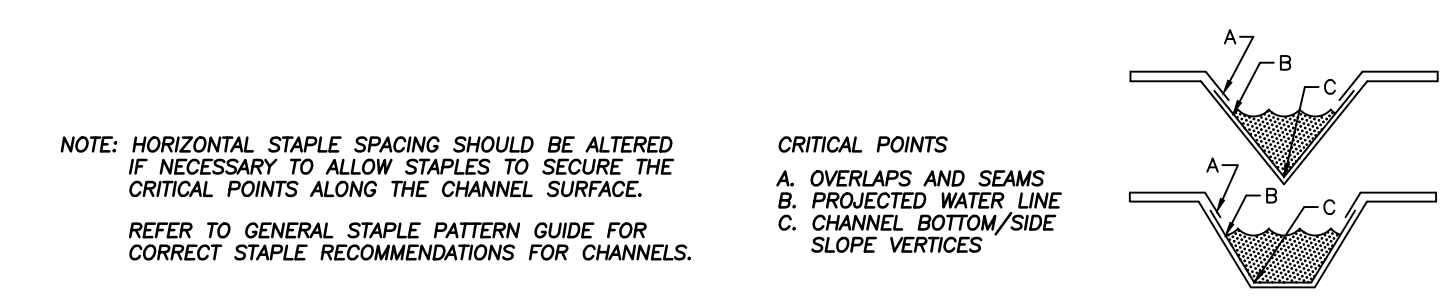 NOTE: HORIZONTAL STAPLE SPACING SHOULD BE ALTERED
IF NECESSARY TO ALLOW STAPLES TO SECURE THE
CRITICAL POINTS ALONG THE CHANNEL SURFACE.
REFER TO GENERAL STAPLE PATTERN GUIDE FOR
CORRECT STAPLE RECOMMENDATIONS FOR CHANNELS.
CRITICAL POINTS
A. OVERLAPS AND SEAMS
B. PROJECTED WATER LINE
C. CHANNEL BOTTOM/SIDE
SLOPE VERTICES
A
B
C
A
B
C